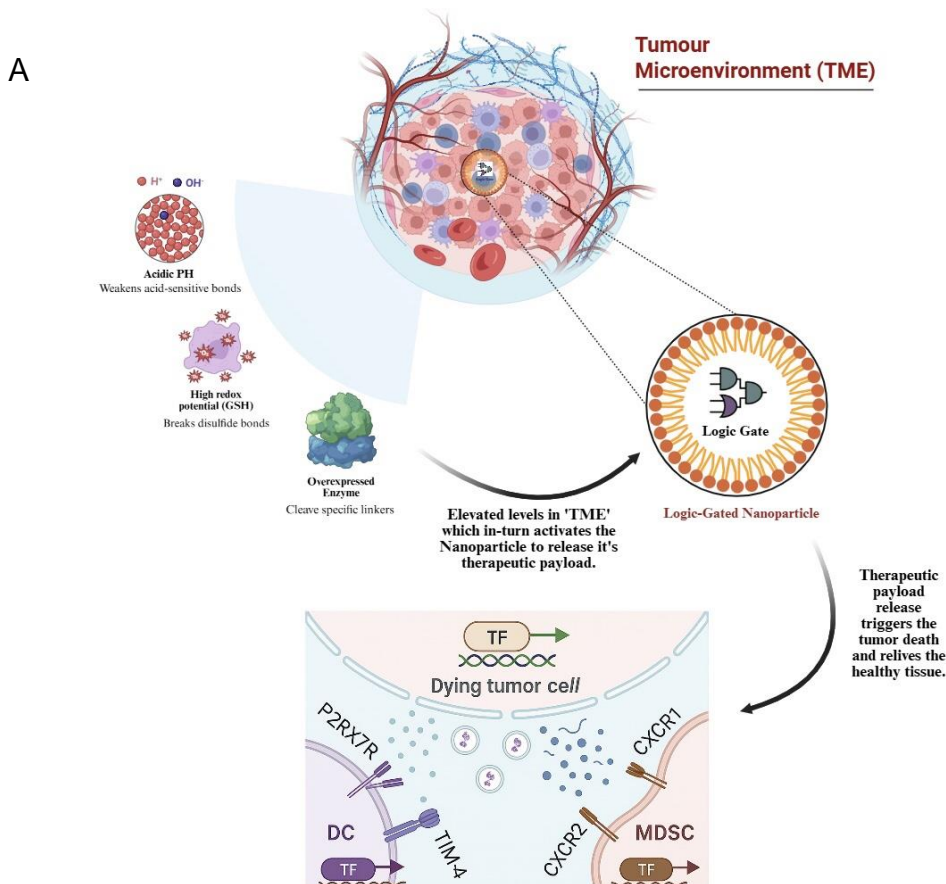 A
Tumour
Microenvironment (TME)
H⁺ OH⁻
Acidic PH
Weakens acid-sensitive bonds
High redox
potential (GSH)
Breaks disulfide bonds
Overexpressed
Enzyme
Cleave specific linkers
Elevated levels in 'TME'
which in-turn activates the
Nanoparticle to release it's
therapeutic payload.
Logic Gate
Logic-Gated Nanoparticle
Therapeutic
payload
release
triggers the
tumor death
and relives the
healthy tissue.
TF
Dying tumor cell
P2RX7R
CXCR1
DC
TIM-4
CXCR2
MDSC
TF
TF